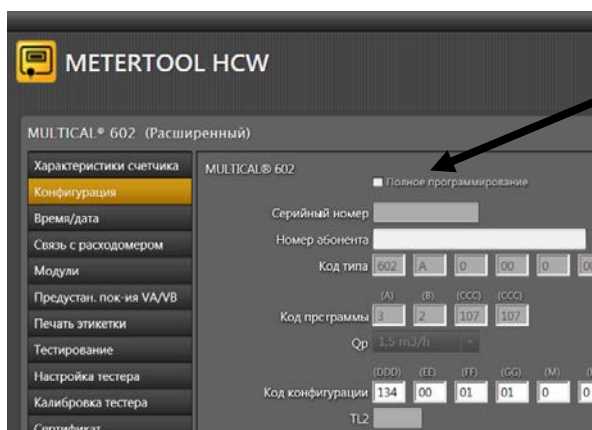 METERTOOL HCW
MULTICAL® 602 (Расширенный)
Характеристики счетчика
Конфигурация
Время/дата
Связь с расходомером
Модули
Предустан. пок-ия VA/VB
Печать этикетки
Тестирование
Настройка тестера
Калибровка тестера
Сертификат
MULTICAL® 602
Полное программирование
Серийный номер
Номер абонента
Код типа 602 A 0 00 0
(A) (B) (CCC) (CCC)
Код прсграммы 3 2 107 107
Qp 1,5 m3/h
(DDD) (EE) (FF) (GG) (M)
Код конфигурации 134 00 01 01 0 0
TL2